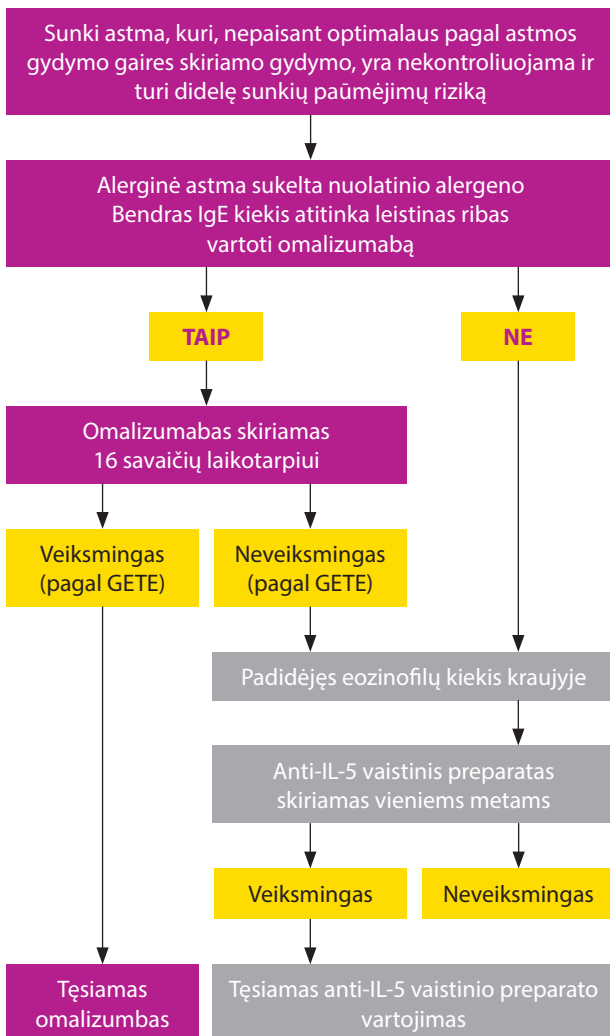 Sunki astma, kuri, nepaisant optimalaus pagal astmos
gydymo gaires skiriamo gydymo, yra nekontroliuojama ir
turi didelę sunkių paūmėjimų riziką
Alerginė astma sukelta nuolatinio alergeno
Bendras IgE kiekis atitinka leistinas ribas
vartoti omalizumabą
TAIP
NE
Omalizumabas skiriamas
16 savaičių laikotarpiui
Veiksmingas
(pagal GETE)
Neveiksmingas
(pagal GETE)
Padidėjęs eozinofilų kiekis kraujyje
Anti-IL-5 vaistinis preparatas
skiriamas vieniems metams
Veiksmingas
Neveiksmingas
Tęsiamas
omalizumbas
Tęsiamas anti-IL-5 vaistinio preparato
vartojimas